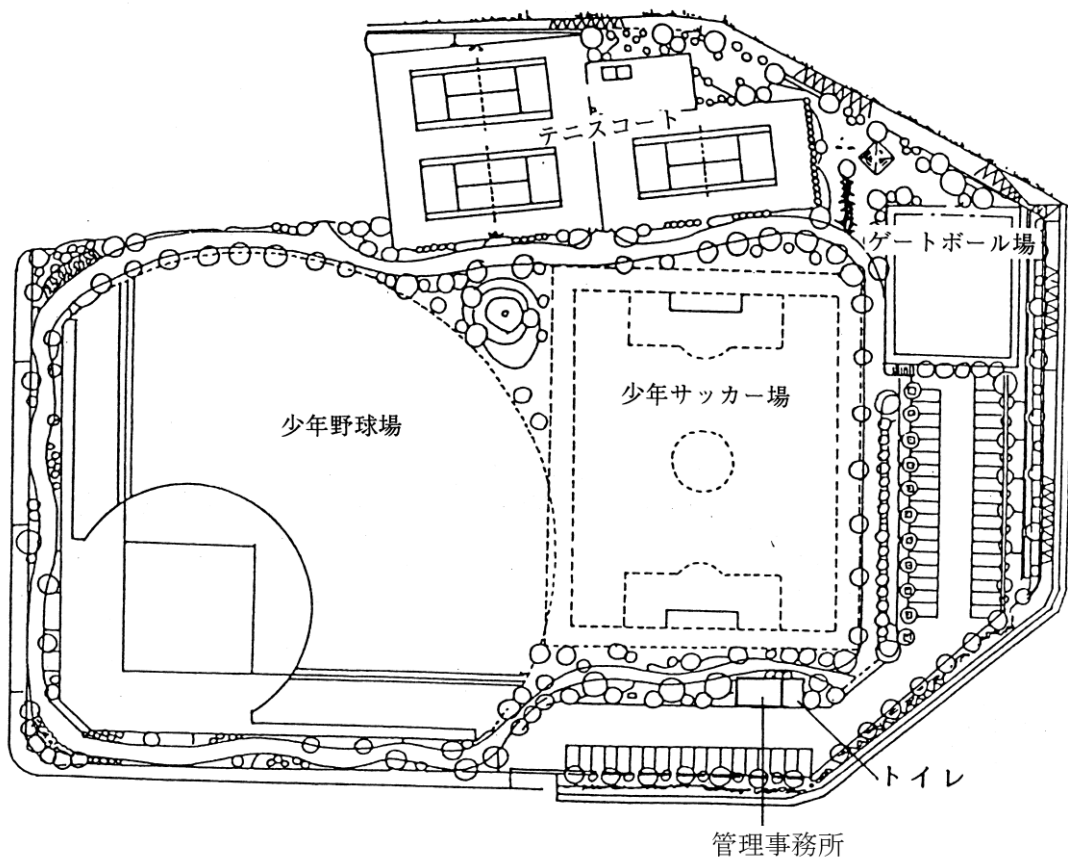 テニスコート
ゲートボール場
少年サッカー場
少年野球場
トイレ
管理事務所